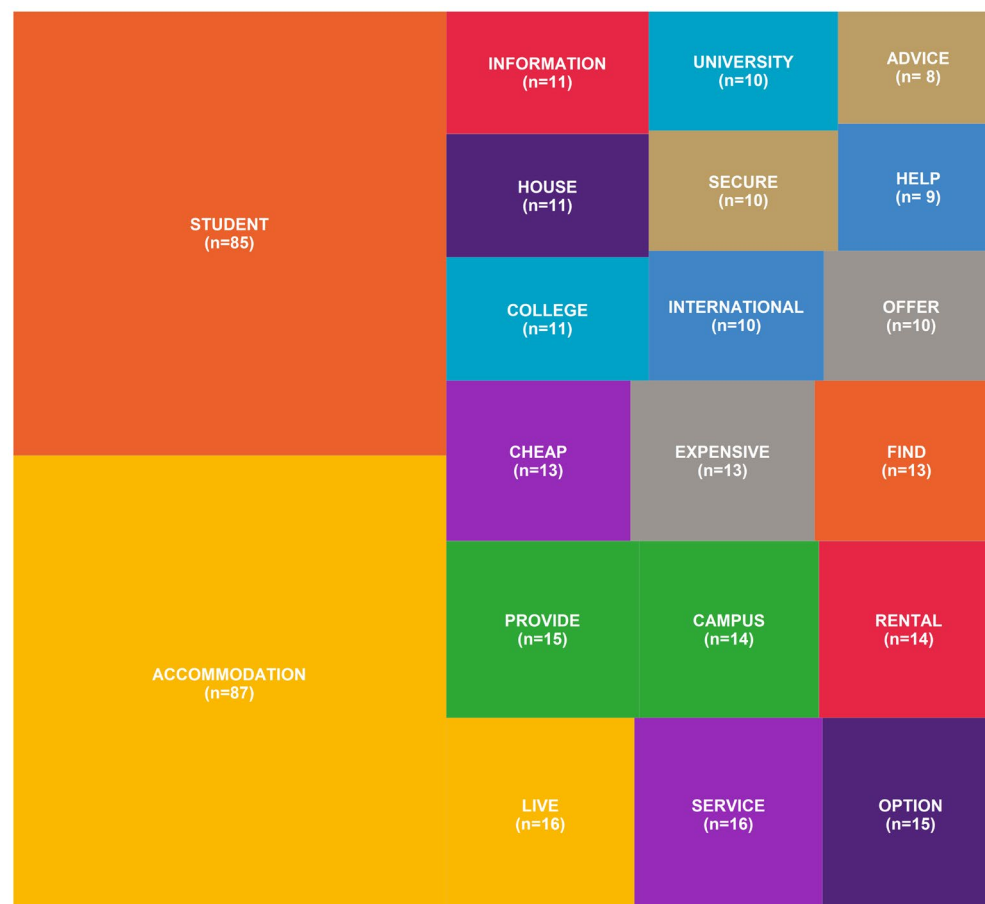 STUDENT
(n=85)
ACCOMMODATION
(n=87)
INFORMATION
(n=11)
UNIVERSITY
(n=10)
ADVICE
(n= 8)
HOUSE
(n=11)
SECURE
(n=10)
HELP
(n= 9)
COLLEGE
(n=11)
INTERNATIONAL
(n=10)
OFFER
(n=10)
CHEAP
(n=13)
EXPENSIVE
(n=13)
FIND
(n=13)
PROVIDE
(n=15)
CAMPUS
(n=14)
RENTAL
(n=14)
LIVE
(n=16)
SERVICE
(n=16)
OPTION
(n=15)